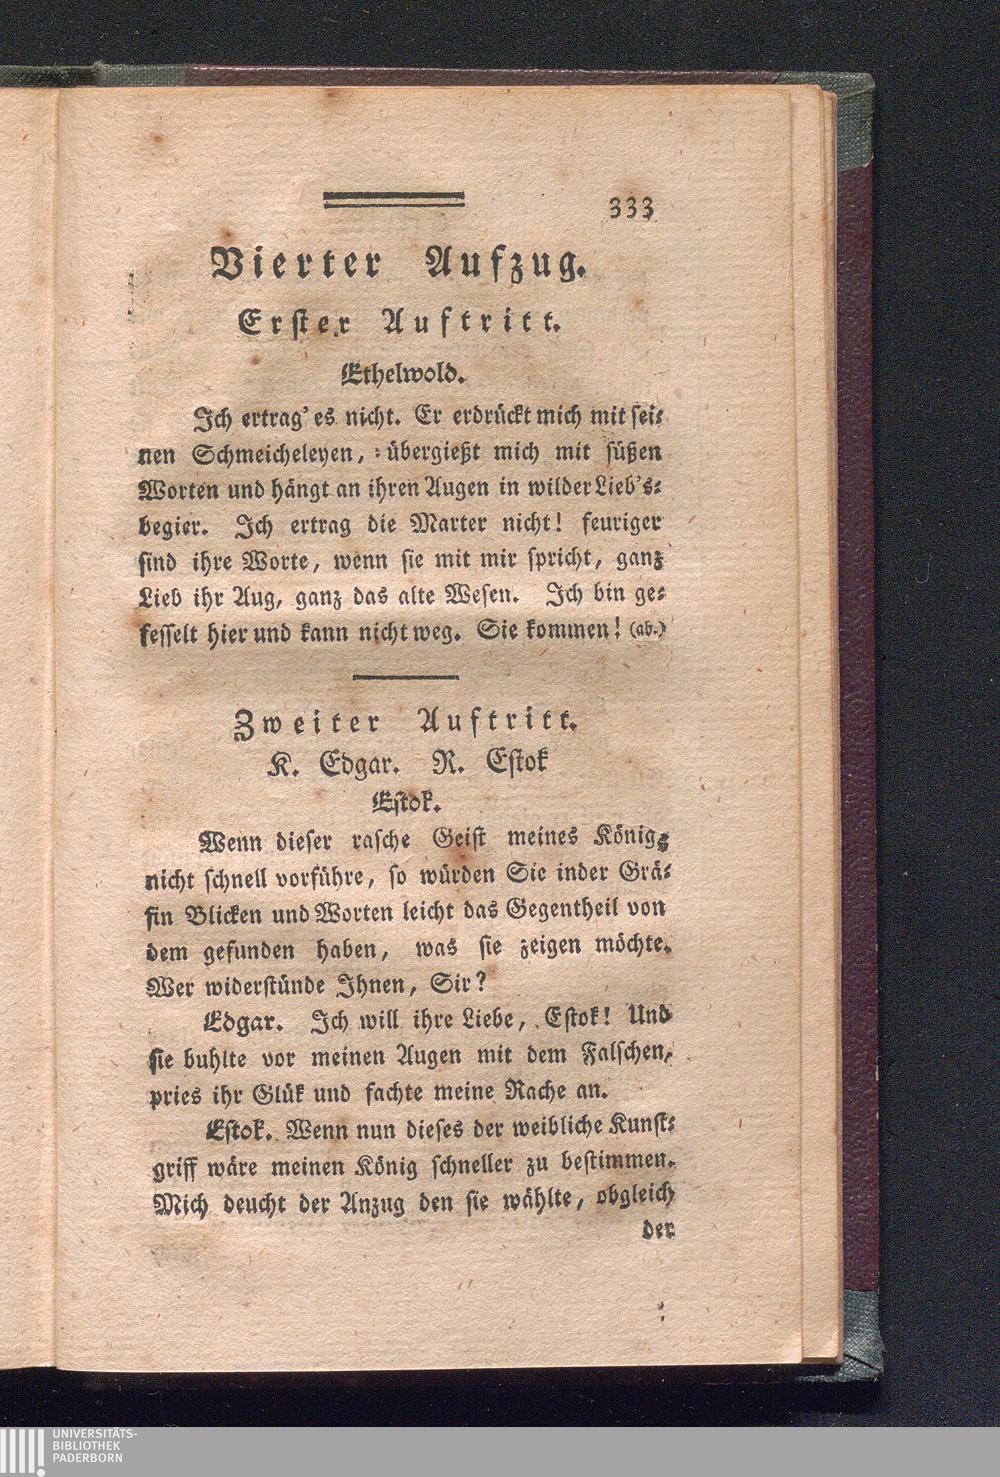 333
Vierter Aufzug.
Erster Auftritt.
Ethelwold.
Ich ertrag' es nicht. Er erdrückt mich mit sei-
nen Schmeicheleyen, - übergießt mich mit süßen
Worten und hängt an ihren Augen in wilder Lieb's-
begier. Ich ertrag die Marter nicht! feuriger
sind ihre Worte, wenn sie mit mir spricht, ganz
Lieb ihr Aug, ganz das alte Wesen. Ich bin ge-
fesselt hier und kann nicht weg. Sie kommen! (ab.)
Zweiter Auftritt.
K. Edgar. R. Estok
Estok.
Wenn dieser rasche Geist meines Königs
nicht schnell vorführe, so würden Sie inder Grä-
fin Blicken und Worten leicht das Gegentheil von
dem gefunden haben, was sie zeigen möchte.
Wer widerstünde Ihnen, Sir?
Edgar. Ich will ihre Liebe, Estok! Und
sie buhlte vor meinen Augen mit dem Falschen,
pries ihr Glük und fachte meine Rache an.
Estok. Wenn nun dieses der weibliche Kunst-
griff wäre meinen König schneller zu bestimmen.
Mich deucht der Anzug den sie wählte, obgleich
der
UNIVERSITÄTS-
BIBLIOTHEK
PADERBORN